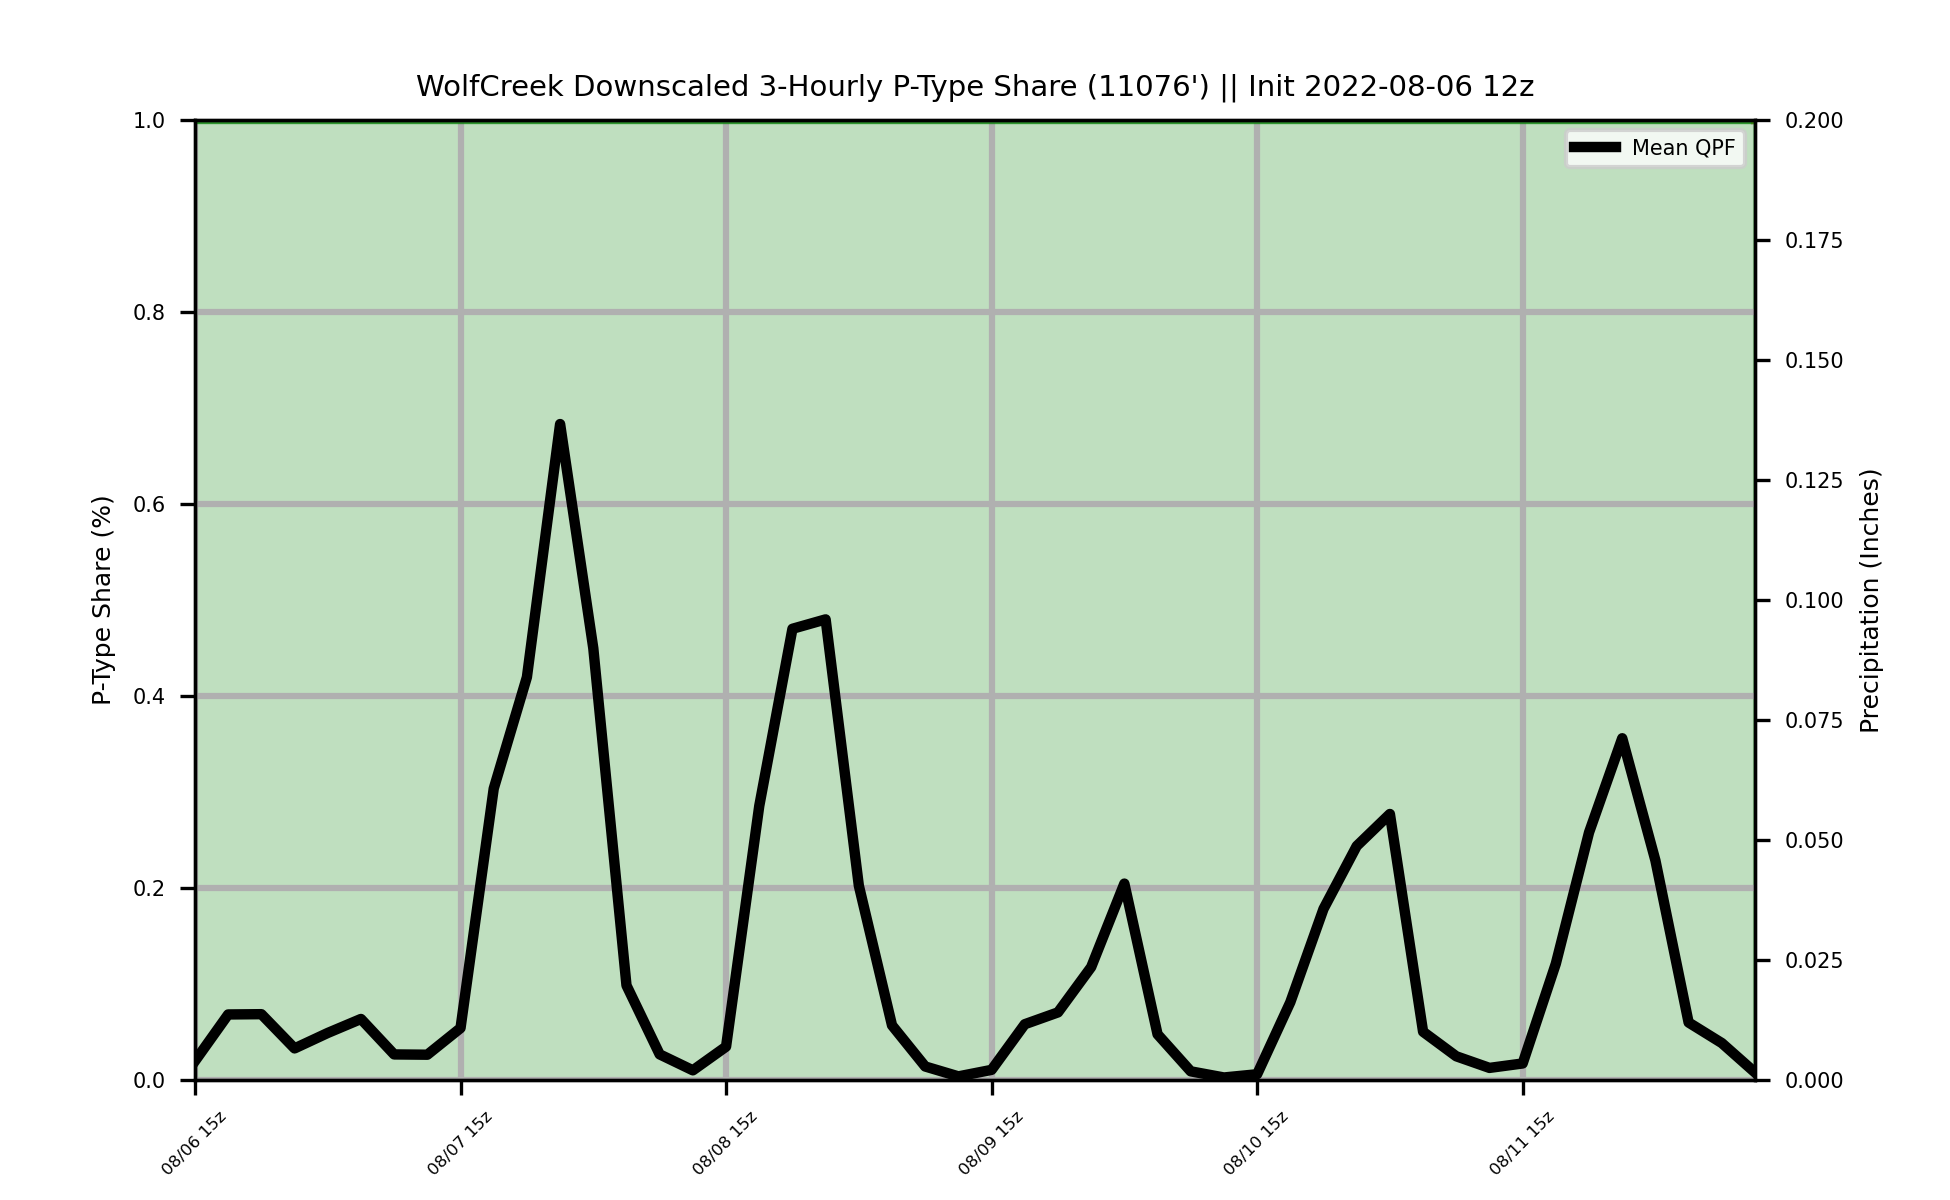 WolfCreek Downscaled 3-Hourly P-Type Share (11076') || Init 2022-08-06 12z
Mean QPF
P-Type Share (%)
1.0
0.8
0.6
0.4
0.2
0.0
0.200
0.175
0.150
0.125
0.100
0.075
0.050
0.025
0.000
Precipitation (Inches)
08/06 15z
08/07 15z
08/08 15z
08/09 15z
08/10 15z
08/11 15z